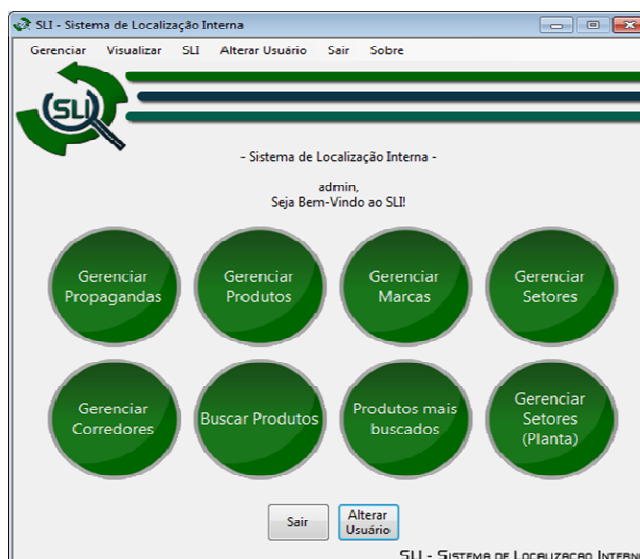 SLI - Sistema de Localização Interna
Gerenciar Visualizar SLI Alterar Usuário Sair Sobre
SLI
- Sistema de Localização Interna -
admin,
Seja Bem-Vindo ao SLI!
Gerenciar
Propagandas
Gerenciar
Produtos
Gerenciar
Marcas
Gerenciar
Setores
Gerenciar
Corredores
Buscar Produtos
Produtos mais
buscados
Gerenciar
Setores
(Planta)
Sair
Alterar
Usuário
SLI - Sistema de Localizacao Intern